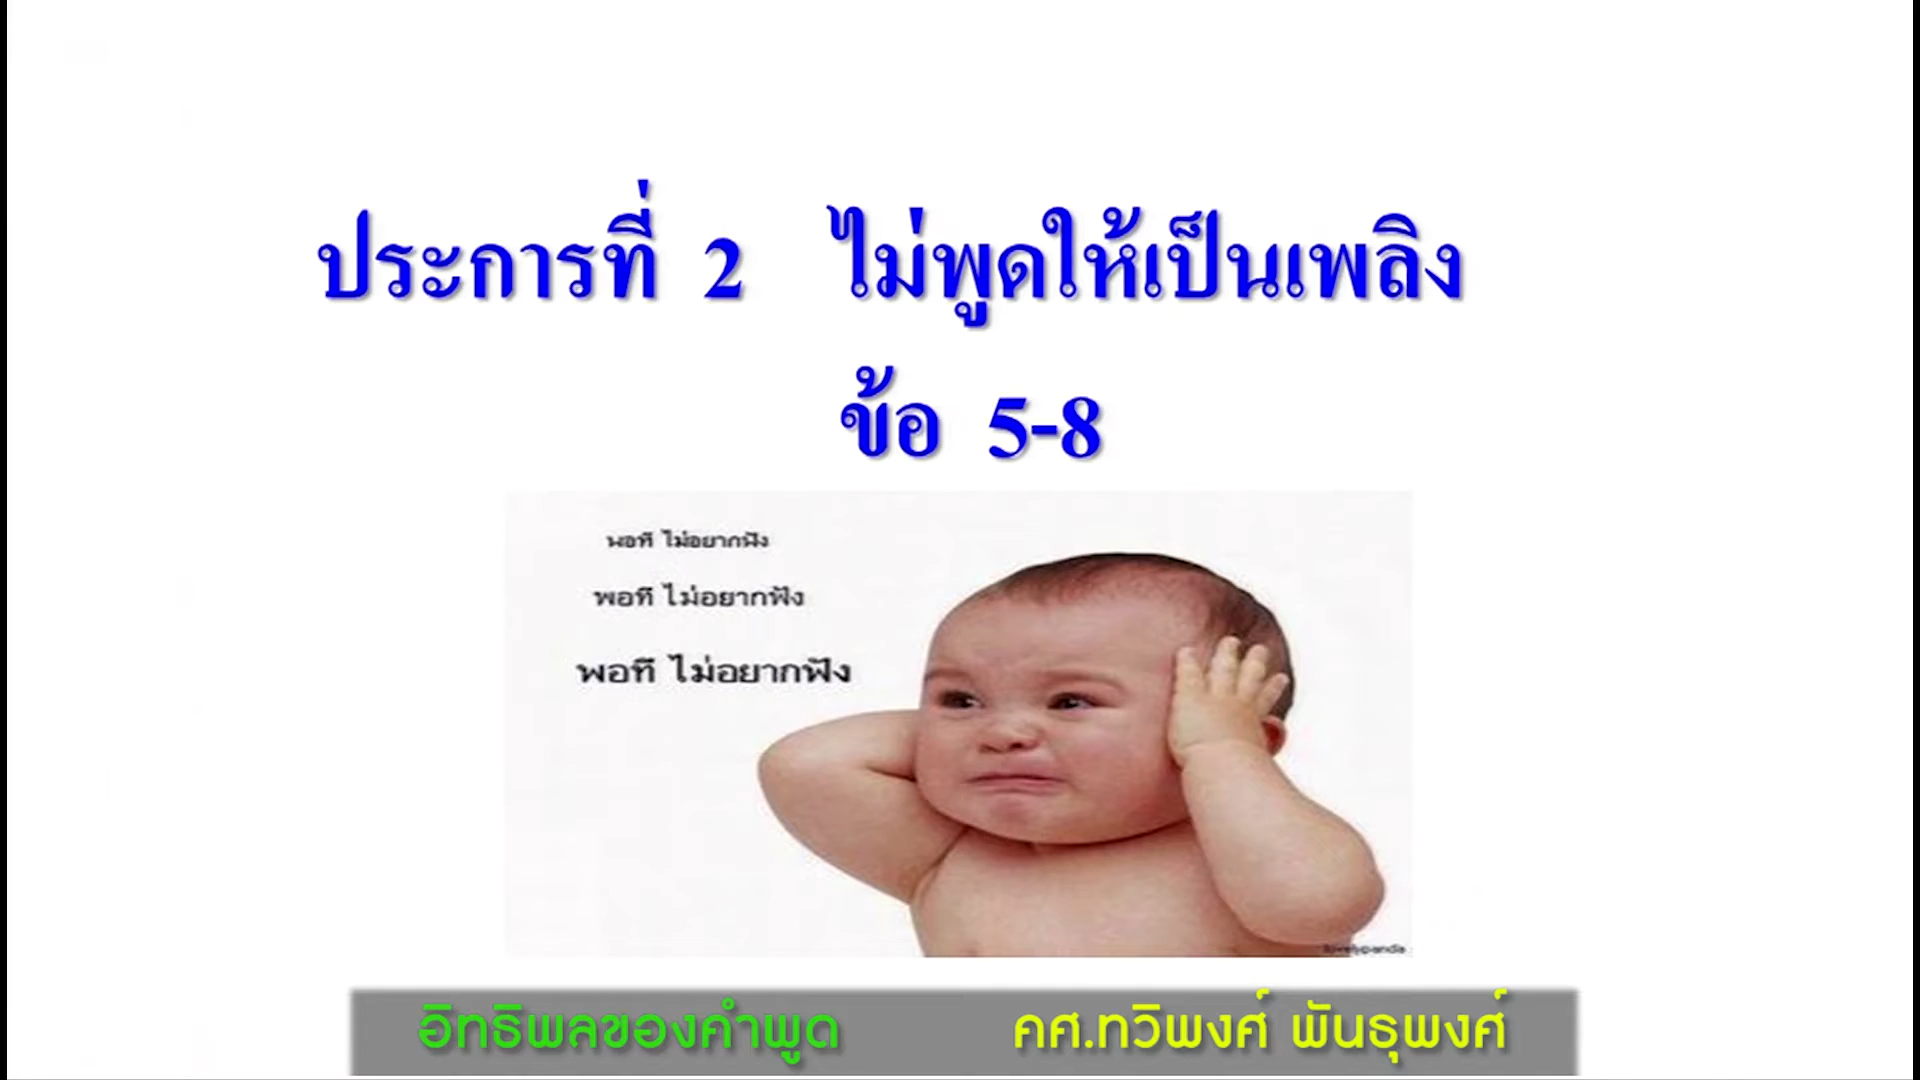 ประการที่ 2 ไม่พูดให้เป็นเพลิง
ข้อ 5-8
พอที ไม่อยากฟัง
พอที ไม่อยากฟัง
พอที ไม่อยากฟัง
lovelypanda
อิทธิพลของคำพูด คศ.ทวิพงศ์ พันธุพงศ์